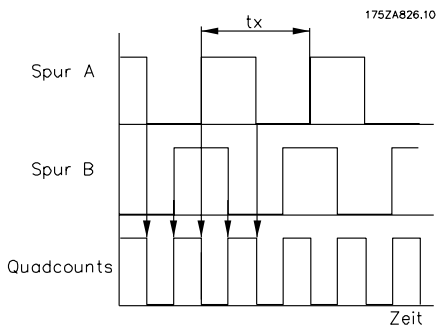 175ZA826.10
tx
Spur A
Spur B
Quadcounts
Zeit